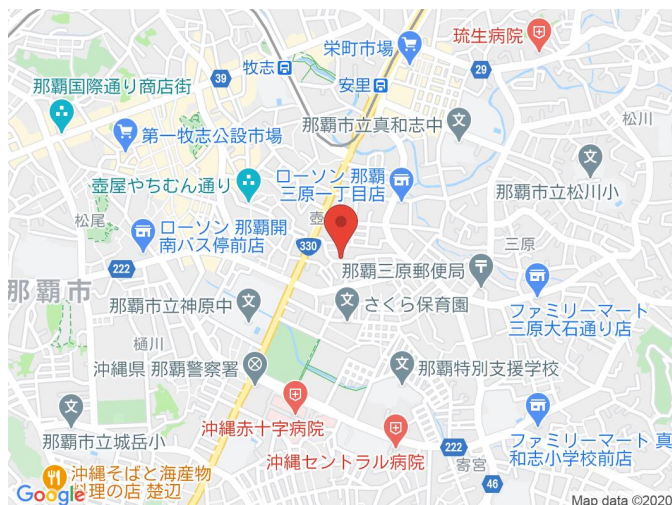 琉生病院
栄町市場
牧志
39
29
安里
松川
那覇国際通り商店街
那覇市立真和志中
第一牧志公設市場
那覇市立松川小
ローソン 那覇
三原一丁目店
壺屋やちむん通り
松尾
壺
ローソン 那覇開
南バス停前店
330
三原
222
那覇三原郵便局
那覇市
ファミリーマート
三原大石通り店
那覇市立神原中
さくら保育園
樋川
沖縄県 那覇警察署
那覇特別支援学校
沖縄赤十字病院
那覇市立城岳小
222
ファミリーマート 真
和志小学校前店
沖縄セントラル病院
寄宮
46
沖縄そばと海産物
料理の店 楚辺
Google
Map data ©2020